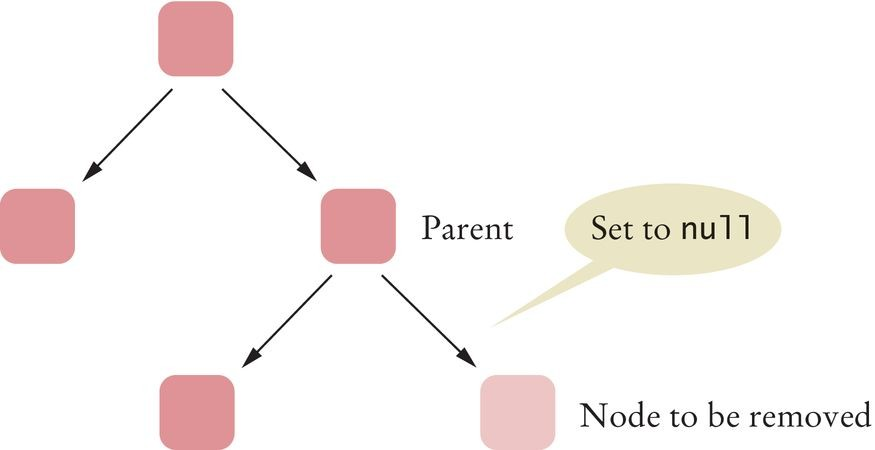 Parent
Set to null
Node to be removed